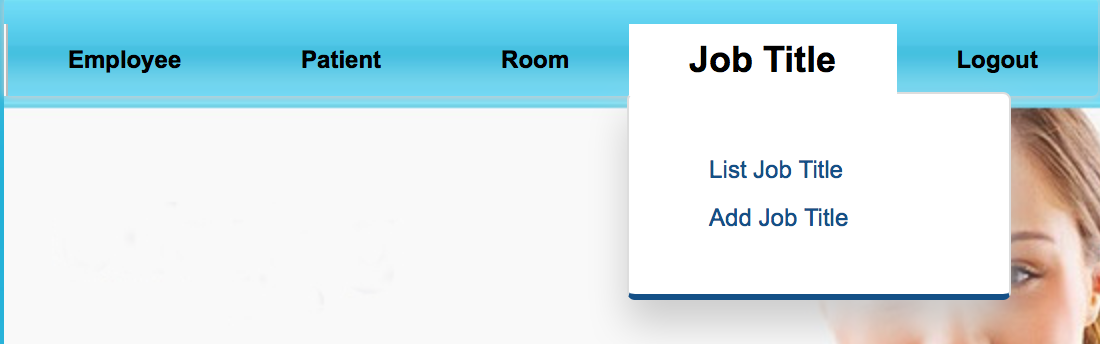 Employee Patient Room Job Title Logout
List Job Title
Add Job Title